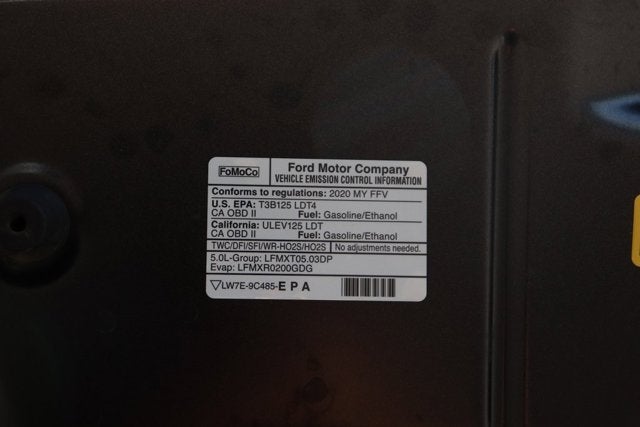 FoMoCo
Ford Motor Company
VEHICLE EMISSION CONTROL INFORMATION
Conforms to regulations: 2020 MY FFV
U.S. EPA: T3B125 LDT4
CA OBD II Fuel: Gasoline/Ethanol
California: ULEV125 LDT
CA OBD II Fuel: Gasoline/Ethanol
TWC/DFI/SFI/WR-HO2S/HO2S No adjustments needed.
5.0L-Group: LFMXT05.03DP
Evap: LFMXR0200GDG
LW7E-9C485-EPA